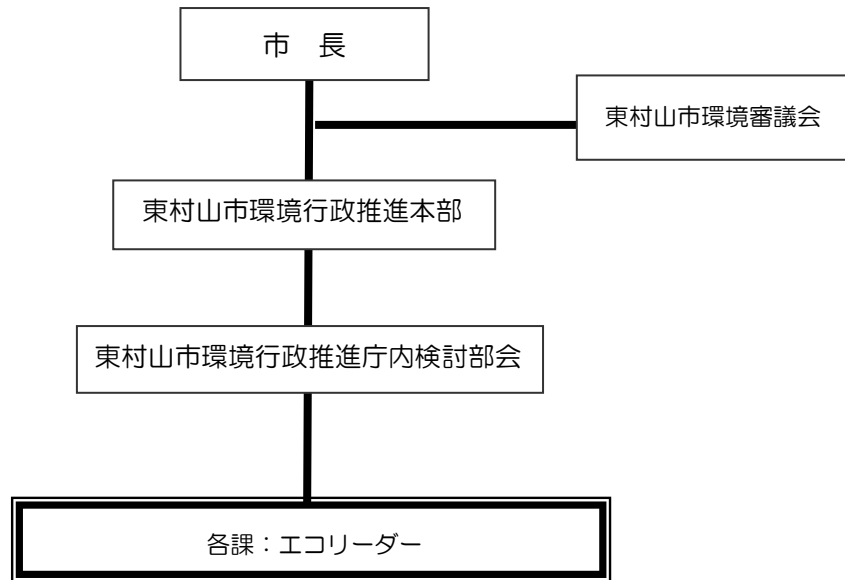 市　長
東村山市環境審議会
東村山市環境行政推進本部
東村山市環境行政推進庁内検討部会
各課：エコリーダー